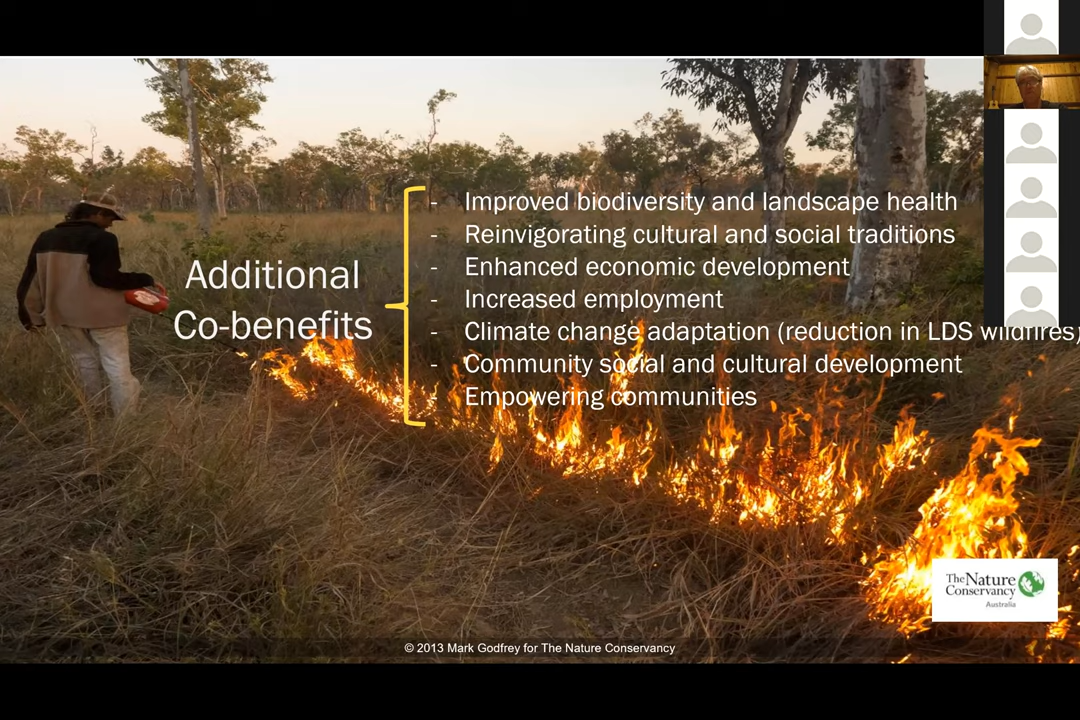 Additional
Co-benefits
- Improved biodiversity and landscape health
- Reinvigorating cultural and social traditions
- Enhanced economic development
- Increased employment
- Climate change adaptation (reduction in LDS wildfires)
- Community social and cultural development
- Empowering communities
The Nature
Conservancy
Australia
© 2013 Mark Godfrey for The Nature Conservancy